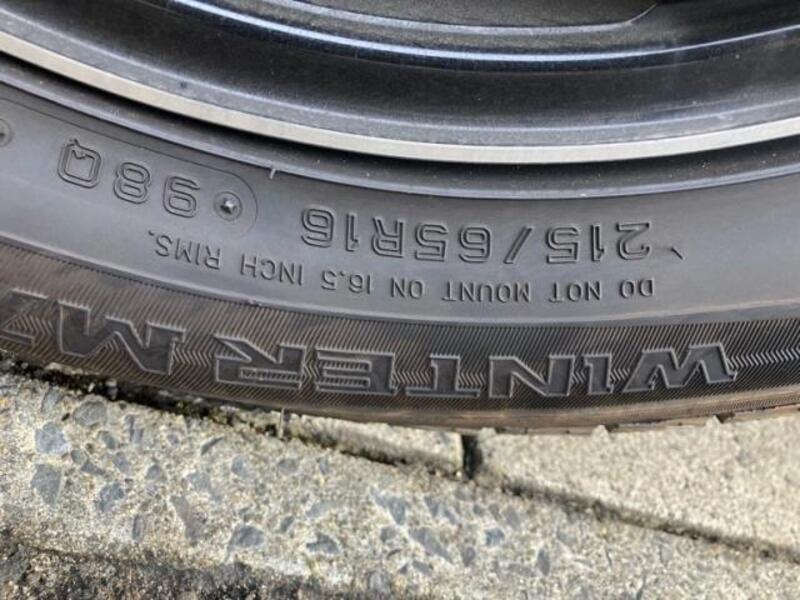 215/65R16 98Q
DO NOT MOUNT ON 16.5 INCH RIMS.
WINTER